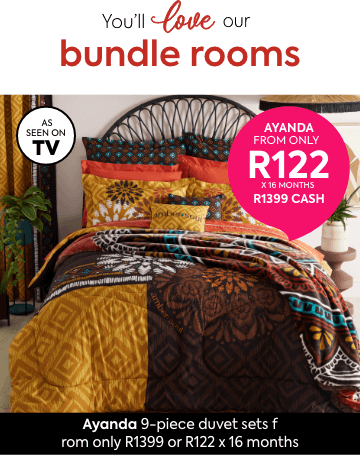 You'll love our
bundle rooms
AS
SEEN ON
TV
AYANDA
FROM ONLY
R122
X 16 MONTHS
R1399 CASH
Ayanda 9-piece duvet sets f
rom only R1399 or R122 x 16 months